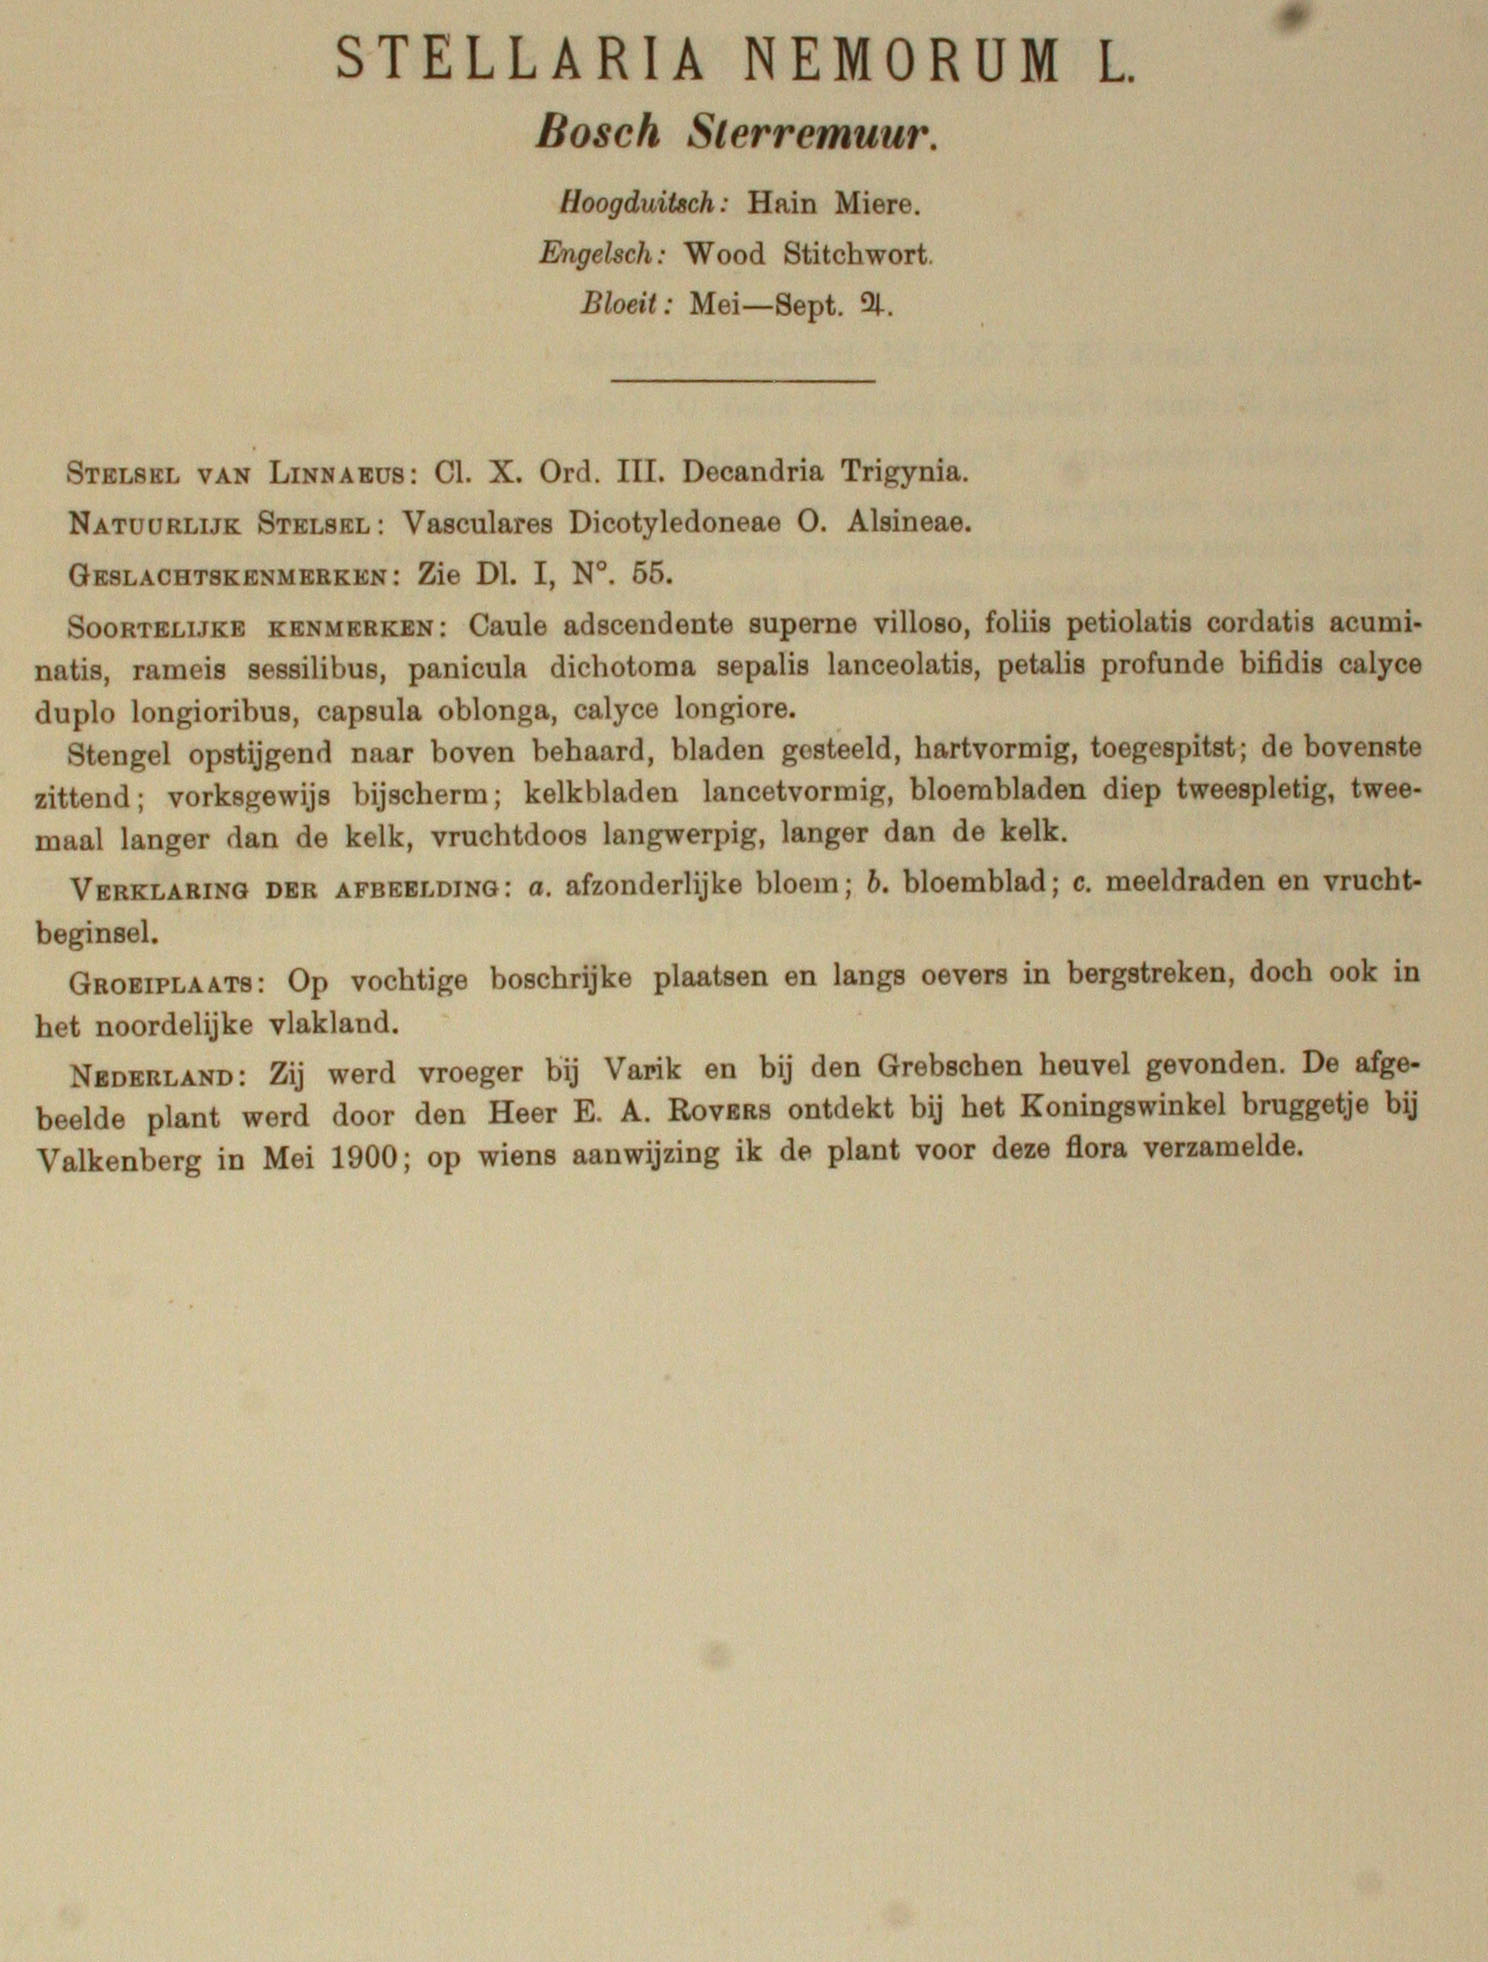 STELLARIA NEMORUM L.
Bosch Sterremuur.
Hoogduitsch: Hain Miere.
Engelsch: Wood Stitchwort.
Bloeit: Mei—Sept. ♃.
STELSEL VAN LINNAEUS: Cl. X. Ord. III. Decandria Trigynia.
NATUURLIJK STELSEL: Vasculares Dicotyledoneae O. Alsineae.
GESLACHTSKENMERKEN: Zie Dl. I, N°. 55.
SOORTELIJKE KENMERKEN: Caule adscendente superne villoso, foliis petiolatis cordatis acumi-
natis, rameis sessilibus, panicula dichotoma sepalis lanceolatis, petalis profunde bifidis calyce
duplo longioribus, capsula oblonga, calyce longiore.
Stengel opstijgend naar boven behaard, bladen gesteeld, hartvormig, toegespitst; de bovenste
zittend; vorksgewijs bijscherm; kelkbladen lancetvormig, bloembladen diep tweespletig, twee-
maal langer dan de kelk, vruchtdoos langwerpig, langer dan de kelk.
VERKLARING DER AFBEELDING: a. afzonderlijke bloem; b. bloemblad; c. meeldraden en vrucht-
beginsel.
GROEIPLAATS: Op vochtige boschrijke plaatsen en langs oevers in bergstreken, doch ook in
het noordelijke vlakland.
NEDERLAND: Zij werd vroeger bij Varik en bij den Grebschen heuvel gevonden. De afge-
beelde plant werd door den Heer E. A. ROVERS ontdekt bij het Koningswinkel bruggetje bij
Valkenberg in Mei 1900; op wiens aanwijzing ik de plant voor deze flora verzamelde.